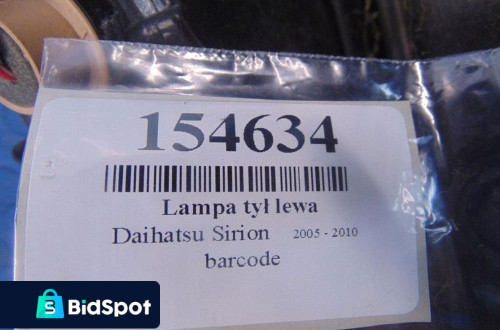 154634
Lampa tył lewa
Daihatsu Sirion 2005 - 2010
barcode
BidSpot